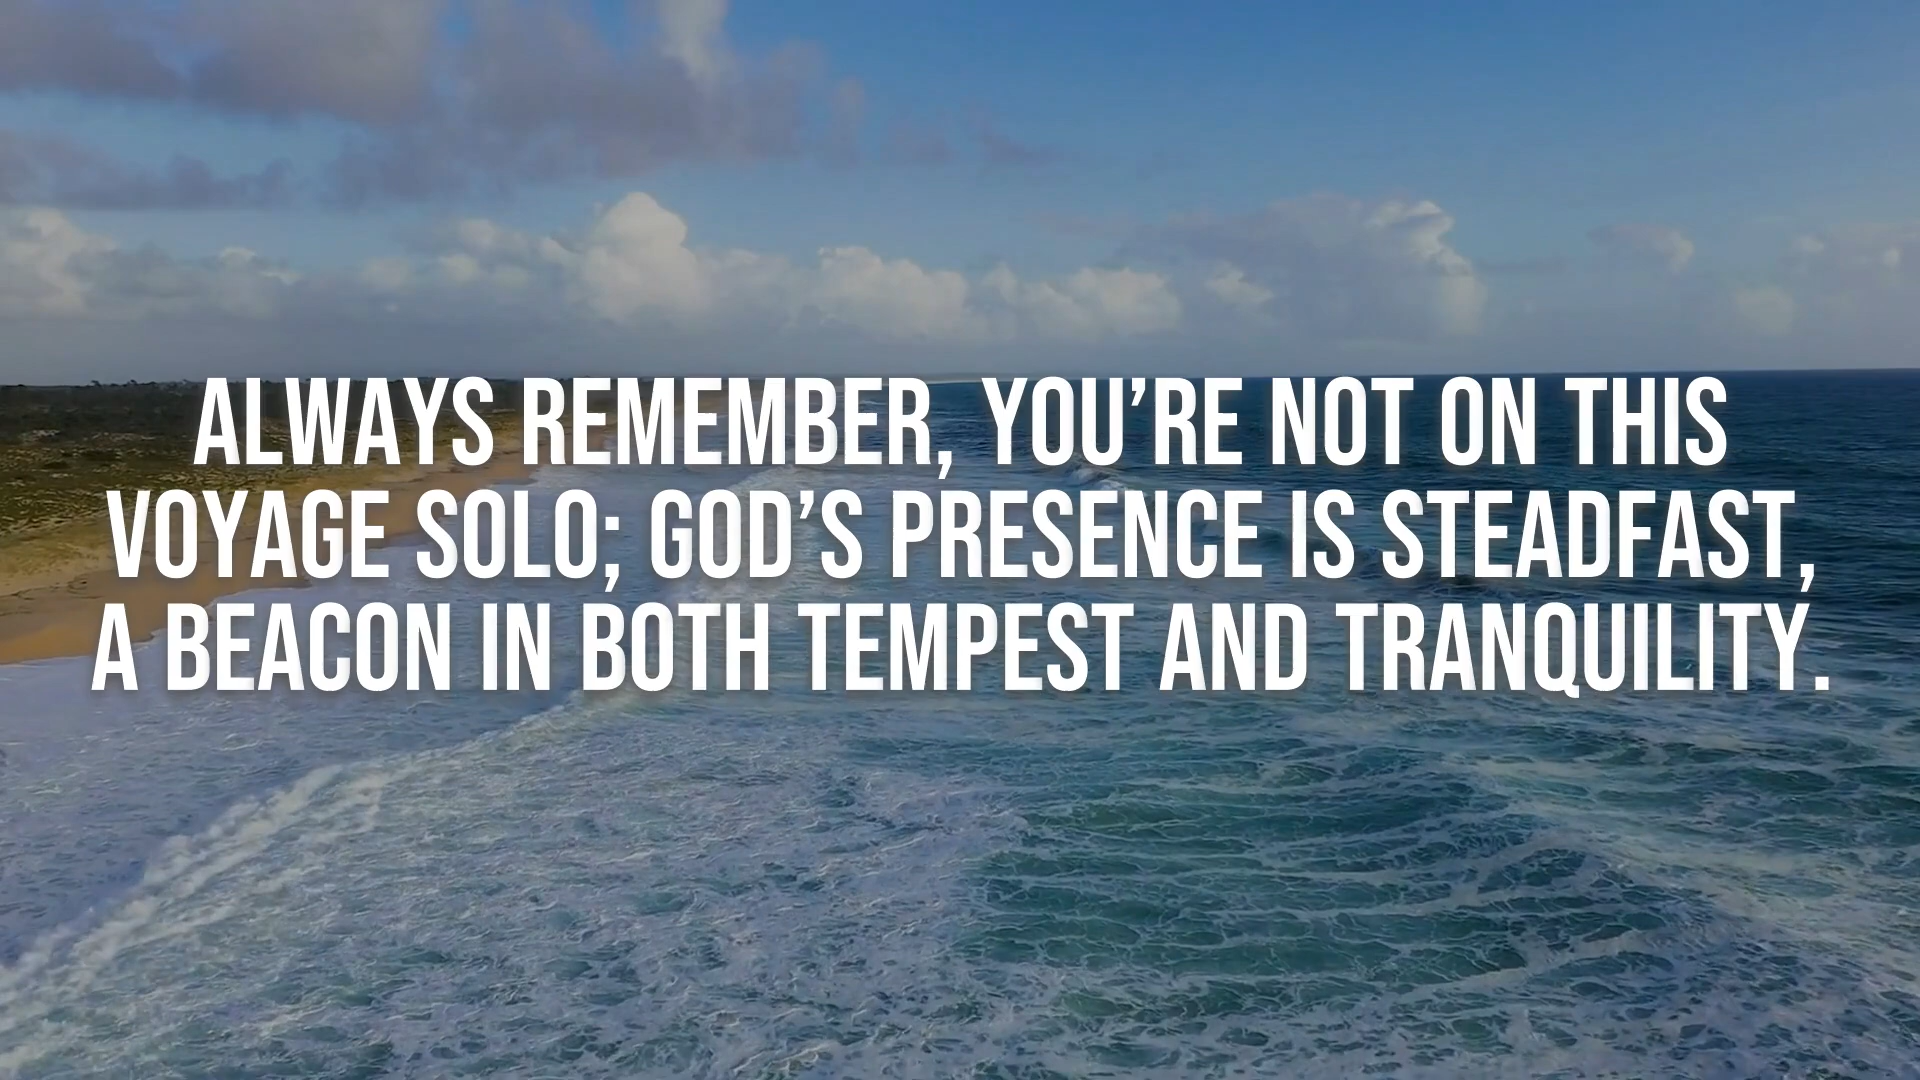 ALWAYS REMEMBER, YOU’RE NOT ON THIS
VOYAGE SOLO; GOD’S PRESENCE IS STEADFAST,
A BEACON IN BOTH TEMPEST AND TRANQUILITY.